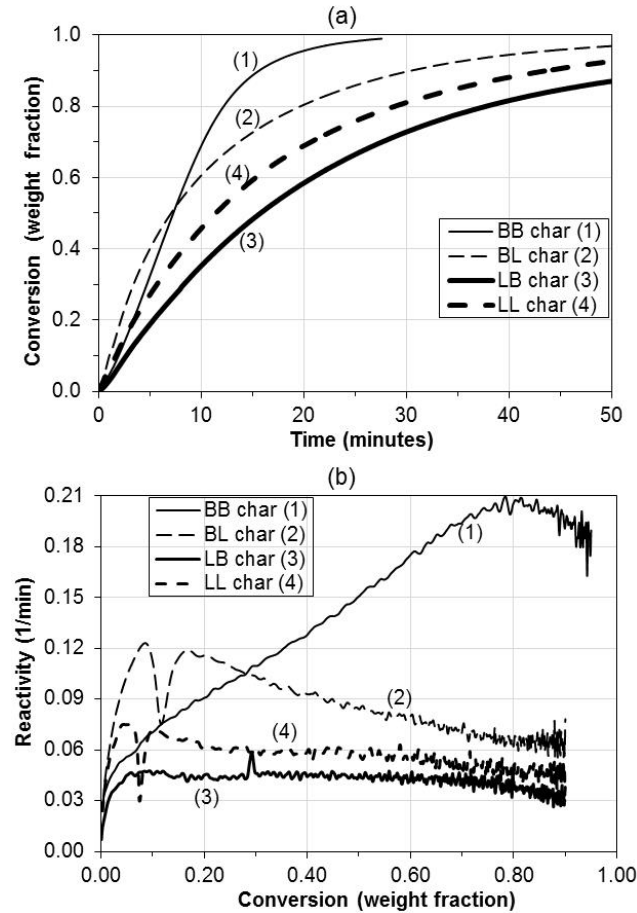 (a)
1.0
0.8
0.6
0.4
0.2
0.0
Conversion (weight fraction)
(1)
(2)
(4)
(3)
BB char (1)
BL char (2)
LB char (3)
LL char (4)
0 10 20 30 40 50
Time (minutes)
(b)
0.21
0.18
0.15
0.12
0.09
0.06
0.03
0.00
Reactivity (1/min)
BB char (1)
BL char (2)
LB char (3)
LL char (4)
(1)
(2)
(4)
(3)
0.00 0.20 0.40 0.60 0.80 1.00
Conversion (weight fraction)